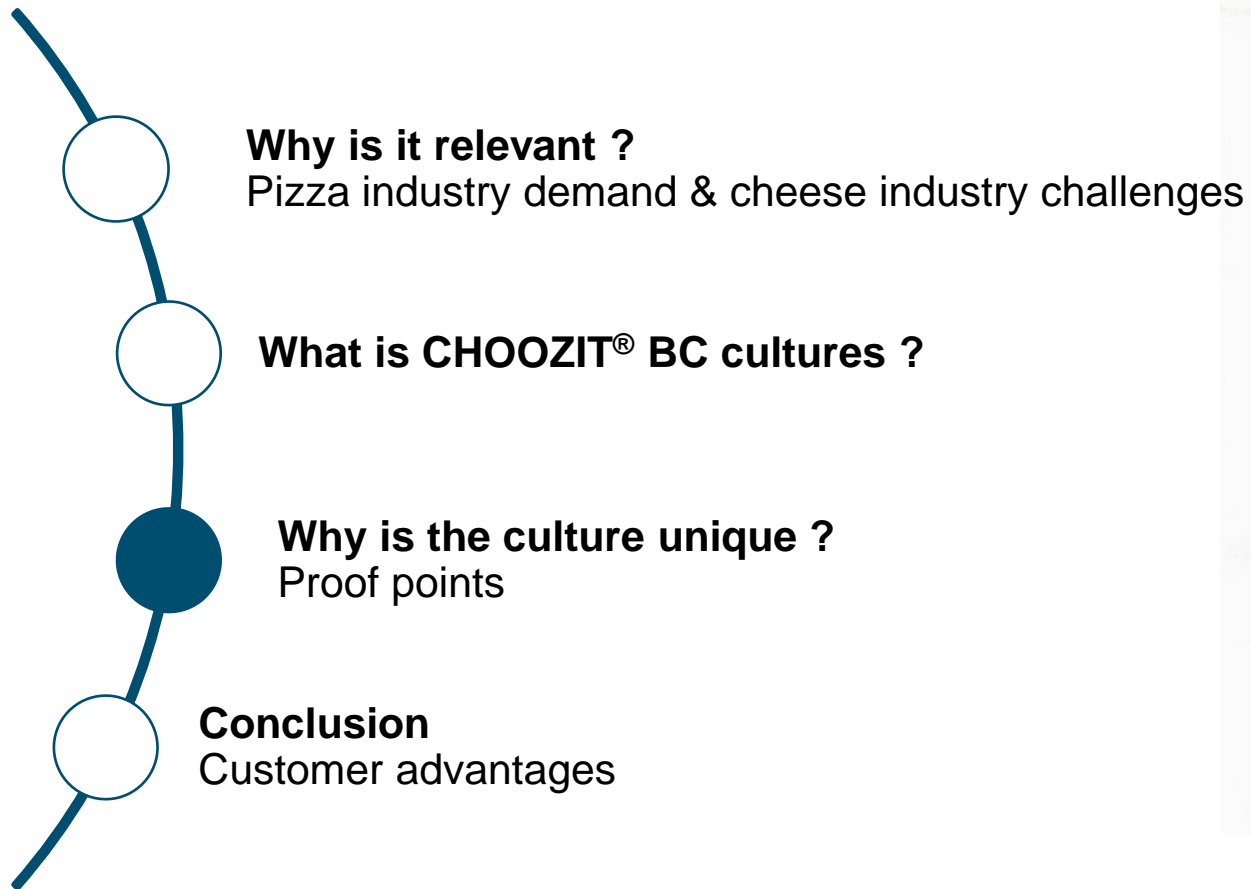 Why is it relevant ?
Pizza industry demand & cheese industry challenges
What is CHOOZIT® BC cultures ?
Why is the culture unique ?
Proof points
Conclusion
Customer advantages